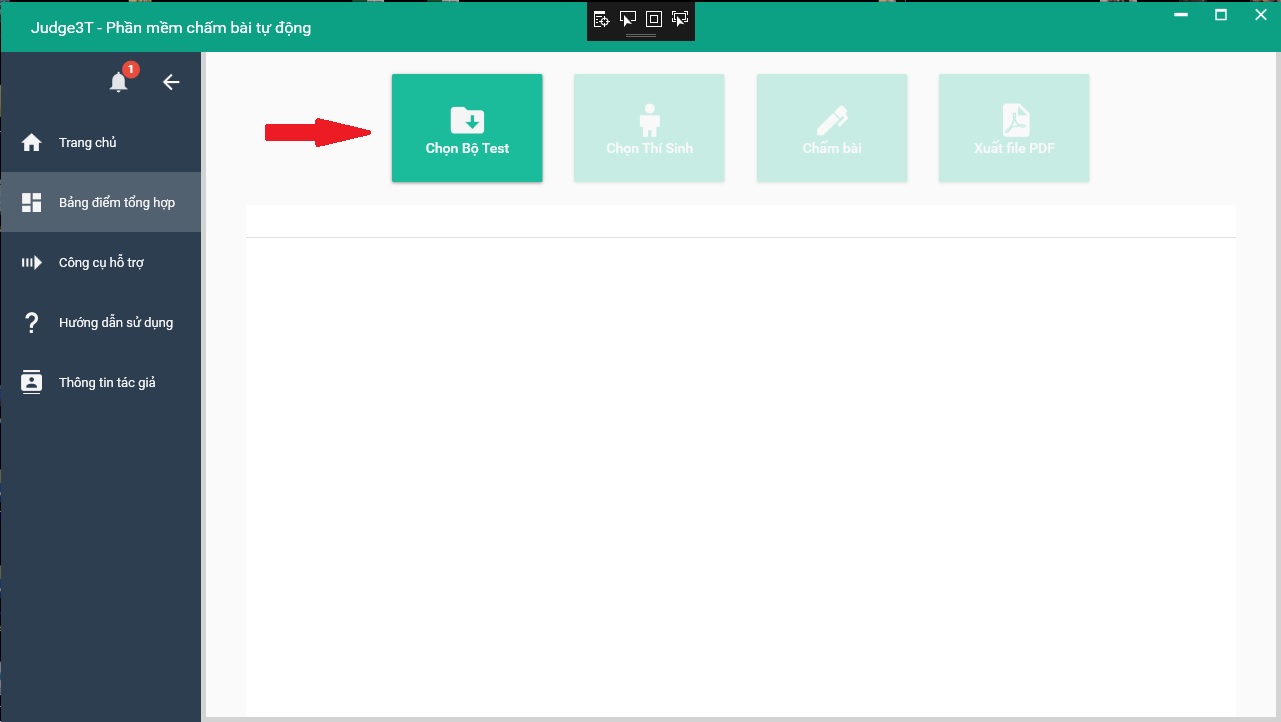 Judge3T - Phần mềm chấm bài tự động
1
Trang chủ
Bảng điểm tổng hợp
Công cụ hỗ trợ
Hướng dẫn sử dụng
Thông tin tác giả
Chọn Bộ Test
Chọn Thí Sinh
Chấm bài
Xuất file PDF